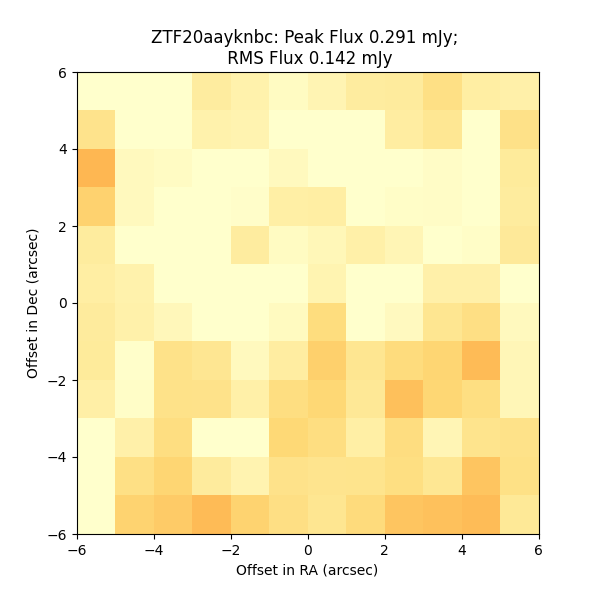 ZTF20aayknbc: Peak Flux 0.291 mJy;
RMS Flux 0.142 mJy
6
4
2
0
−2
−4
−6
Offset in Dec (arcsec)
−6 −4 −2 0 2 4 6
Offset in RA (arcsec)